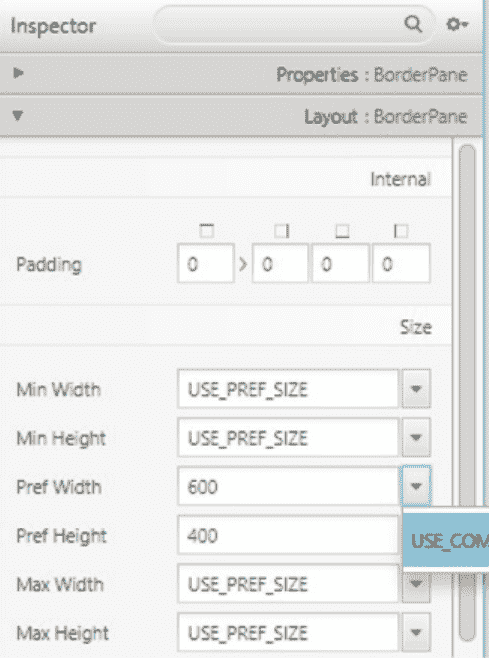 Inspector
Properties : BorderPane
Layout : BorderPane
Internal
Padding 0 > 0 0 0
Size
Min Width USE_PREF_SIZE
Min Height USE_PREF_SIZE
Pref Width 600
Pref Height 400
USE_COM
Max Width USE_PREF_SIZE
Max Height USE_PREF_SIZE